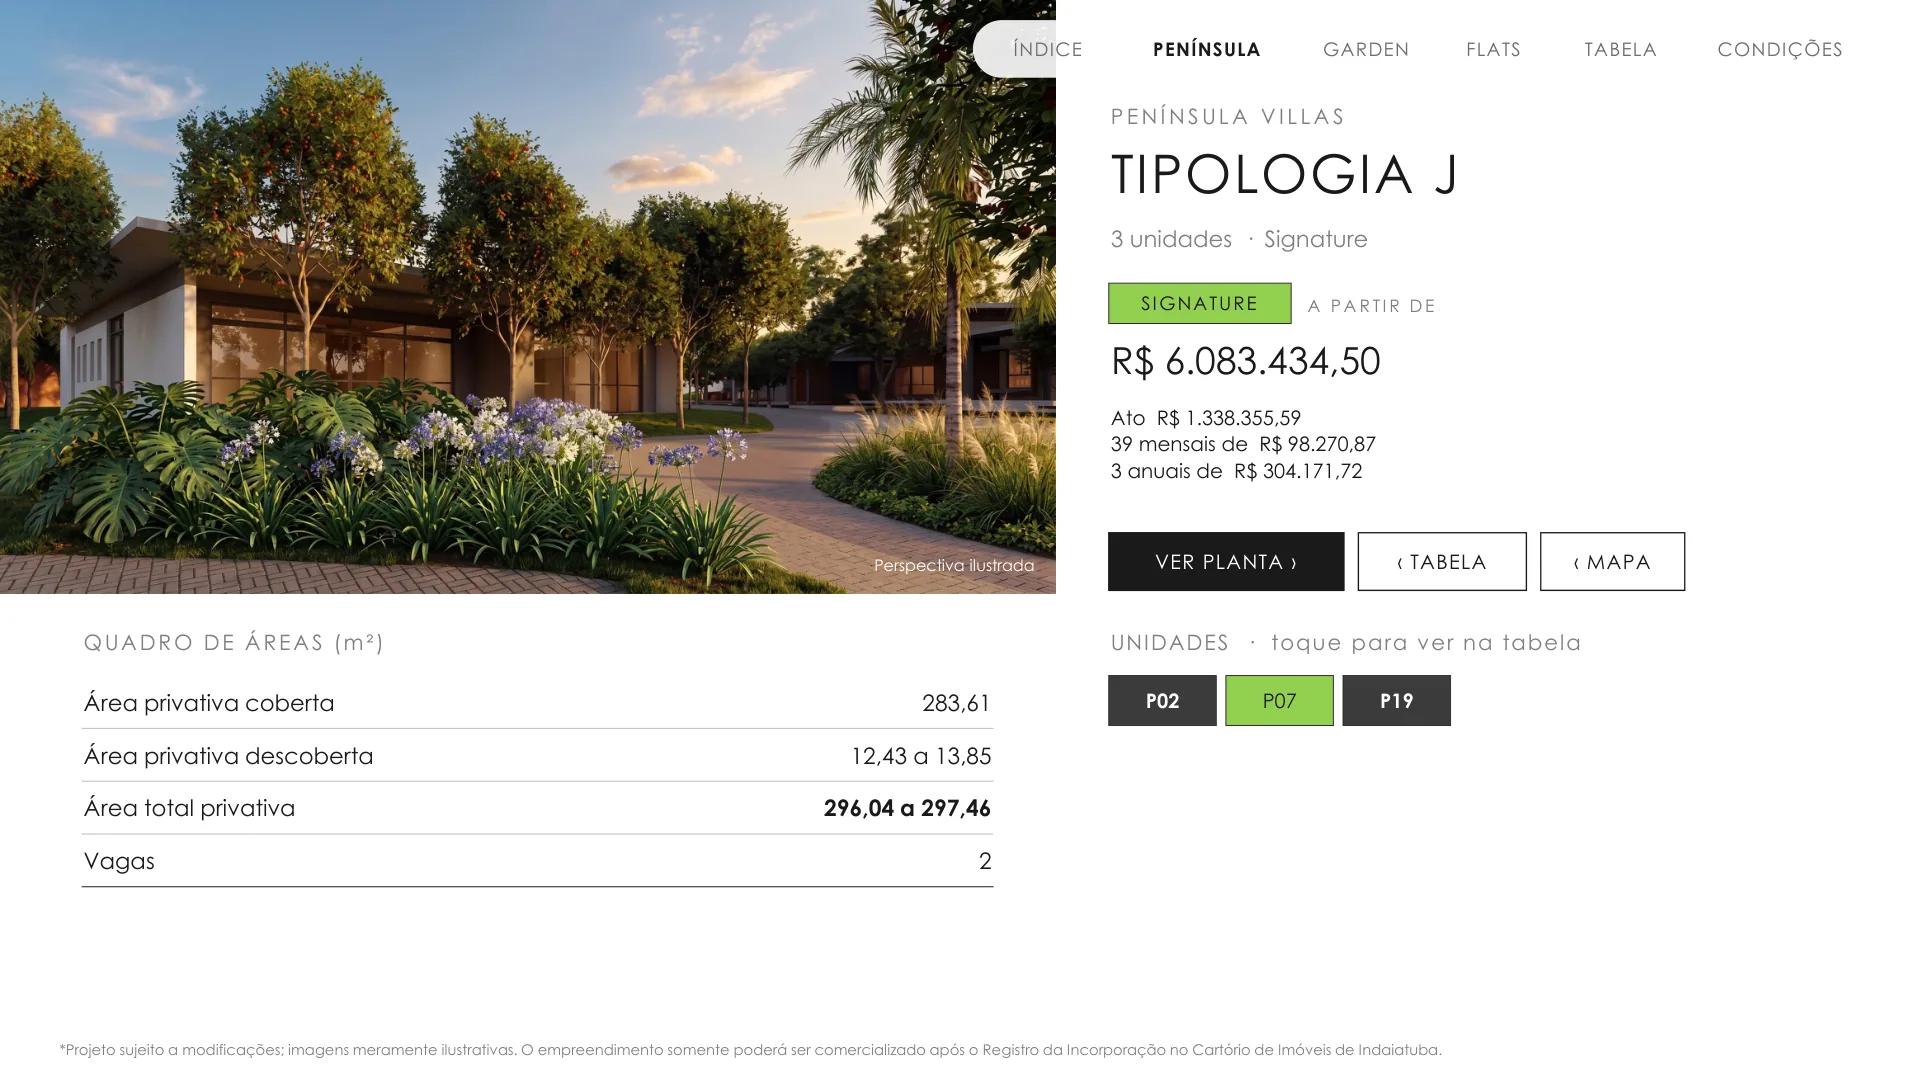 ÍNDICE PENÍNSULA GARDEN FLATS TABELA CONDIÇÕES
PENÍNSULA VILLAS
TIPOLOGIA J
3 unidades · Signature
SIGNATURE A PARTIR DE
R$ 6.083.434,50
Ato R$ 1.338.355,59
39 mensais de R$ 98.270,87
3 anuais de R$ 304.171,72
VER PLANTA › ‹ TABELA ‹ MAPA
Perspectiva ilustrada
QUADRO DE ÁREAS (m²)
Área privativa coberta 283,61
Área privativa descoberta 12,43 a 13,85
Área total privativa 296,04 a 297,46
Vagas 2
UNIDADES · toque para ver na tabela
P02 P07 P19
*Projeto sujeito a modificações; imagens meramente ilustrativas. O empreendimento somente poderá ser comercializado após o Registro da Incorporação no Cartório de Imóveis de Indaiatuba.